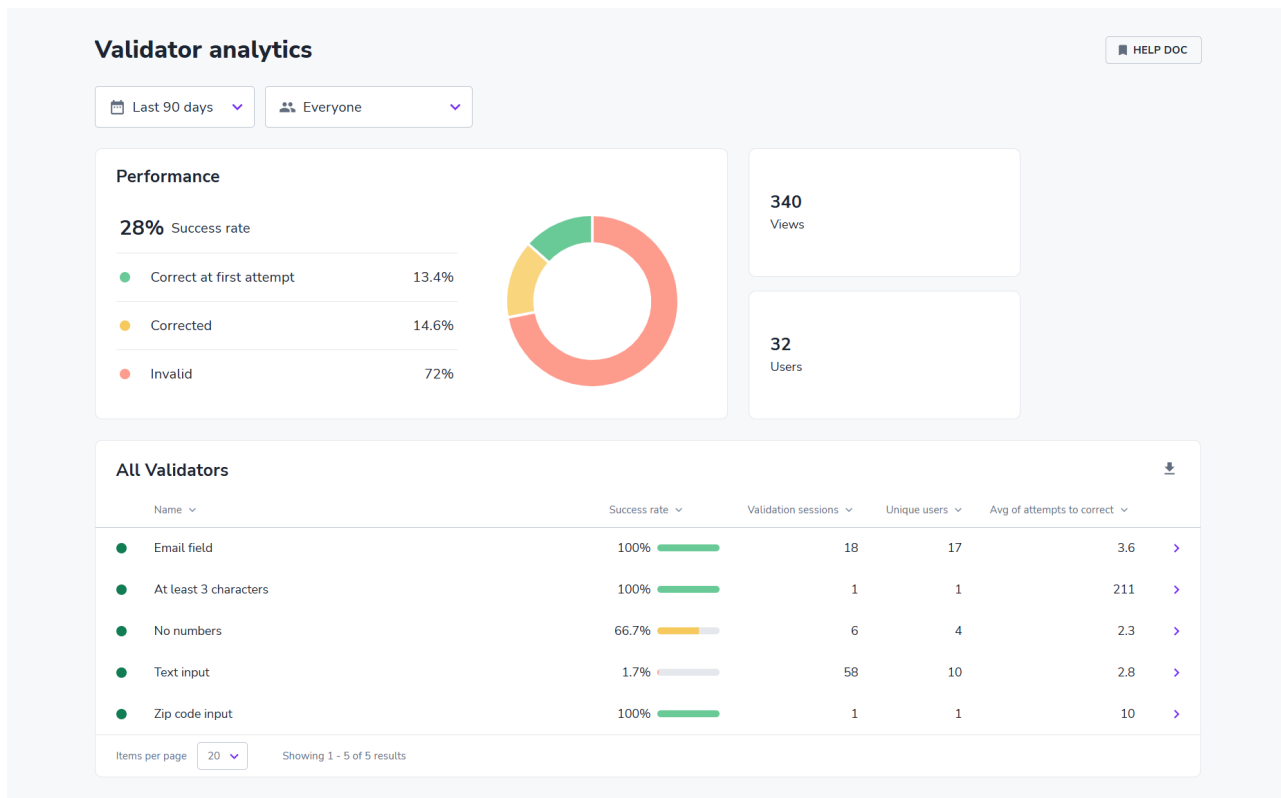 Validator analytics
HELP DOC
Last 90 days
Everyone
Performance
28% Success rate
Correct at first attempt 13.4%
Corrected 14.6%
Invalid 72%
340
Views
32
Users
All Validators
Name Success rate Validation sessions Unique users Avg of attempts to correct
Email field 100% 18 17 3.6
At least 3 characters 100% 1 1 211
No numbers 66.7% 6 4 2.3
Text input 1.7% 58 10 2.8
Zip code input 100% 1 1 10
Items per page 20 Showing 1 - 5 of 5 results